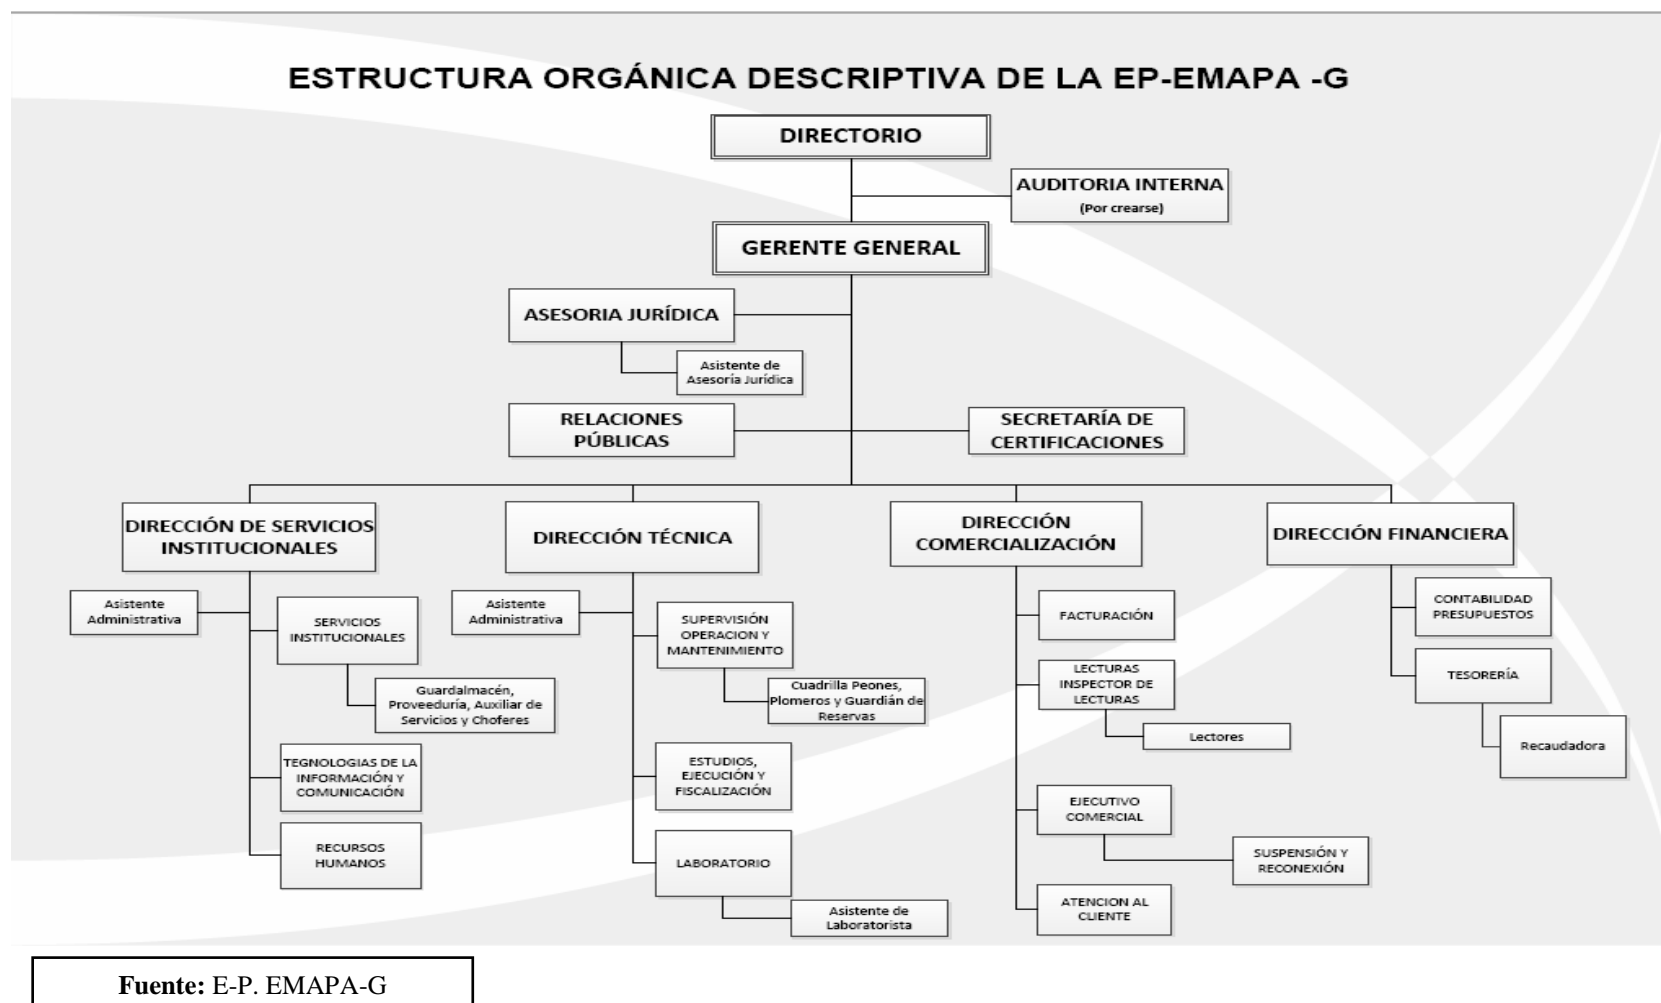 ESTRUCTURA ORGÁNICA DESCRIPTIVA DE LA EP-EMAPA -G
DIRECTORIO
AUDITORIA INTERNA
(Por crearse)
GERENTE GENERAL
ASESORIA JURÍDICA
Asistente de
Asesoría Jurídica
RELACIONES
PÚBLICAS
SECRETARÍA DE
CERTIFICACIONES
DIRECCIÓN DE SERVICIOS
INSTITUCIONALES
Asistente
Administrativa
SERVICIOS
INSTITUCIONALES
Guardalmacén,
Proveeduría, Auxiliar de
Servicios y Choferes
TEGNOLOGIAS DE LA
INFORMACIÓN Y
COMUNICACIÓN
RECURSOS
HUMANOS
DIRECCIÓN TÉCNICA
Asistente
Administrativa
SUPERVISIÓN
OPERACION Y
MANTENIMIENTO
Cuadrilla Peones,
Plomeros y Guardián de
Reservas
ESTUDIOS,
EJECUCIÓN Y
FISCALIZACIÓN
LABORATORIO
Asistente de
Laboratorista
DIRECCIÓN
COMERCIALIZACIÓN
FACTURACIÓN
LECTURAS
INSPECTOR DE
LECTURAS
Lectores
EJECUTIVO
COMERCIAL
SUSPENSIÓN Y
RECONEXIÓN
ATENCION AL
CLIENTE
DIRECCIÓN FINANCIERA
CONTABILIDAD
PRESUPUESTOS
TESORERÍA
Recaudadora
Fuente: E-P. EMAPA-G